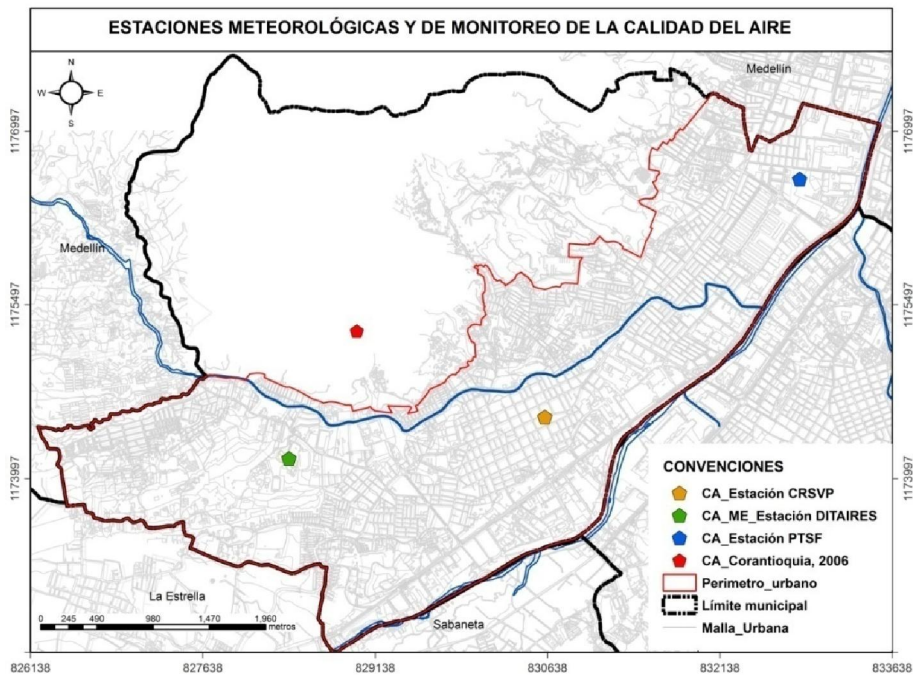 ESTACIONES METEOROLÓGICAS Y DE MONITOREO DE LA CALIDAD DEL AIRE
N
W E
S
Medellín
Medellín
1176997
1176997
1175497
1175497
1173997
1173997
CONVENCIONES
CA_Estación CRSVP
CA_ME_Estación DITAIRES
CA_Estación PTSF
CA_Corantioquia, 2006
Perimetro_urbano
Límite municipal
Malla_Urbana
La Estrella
Sabaneta
0 245 490 980 1,470 1,960
metros
826138 827638 829138 830638 832138 833638